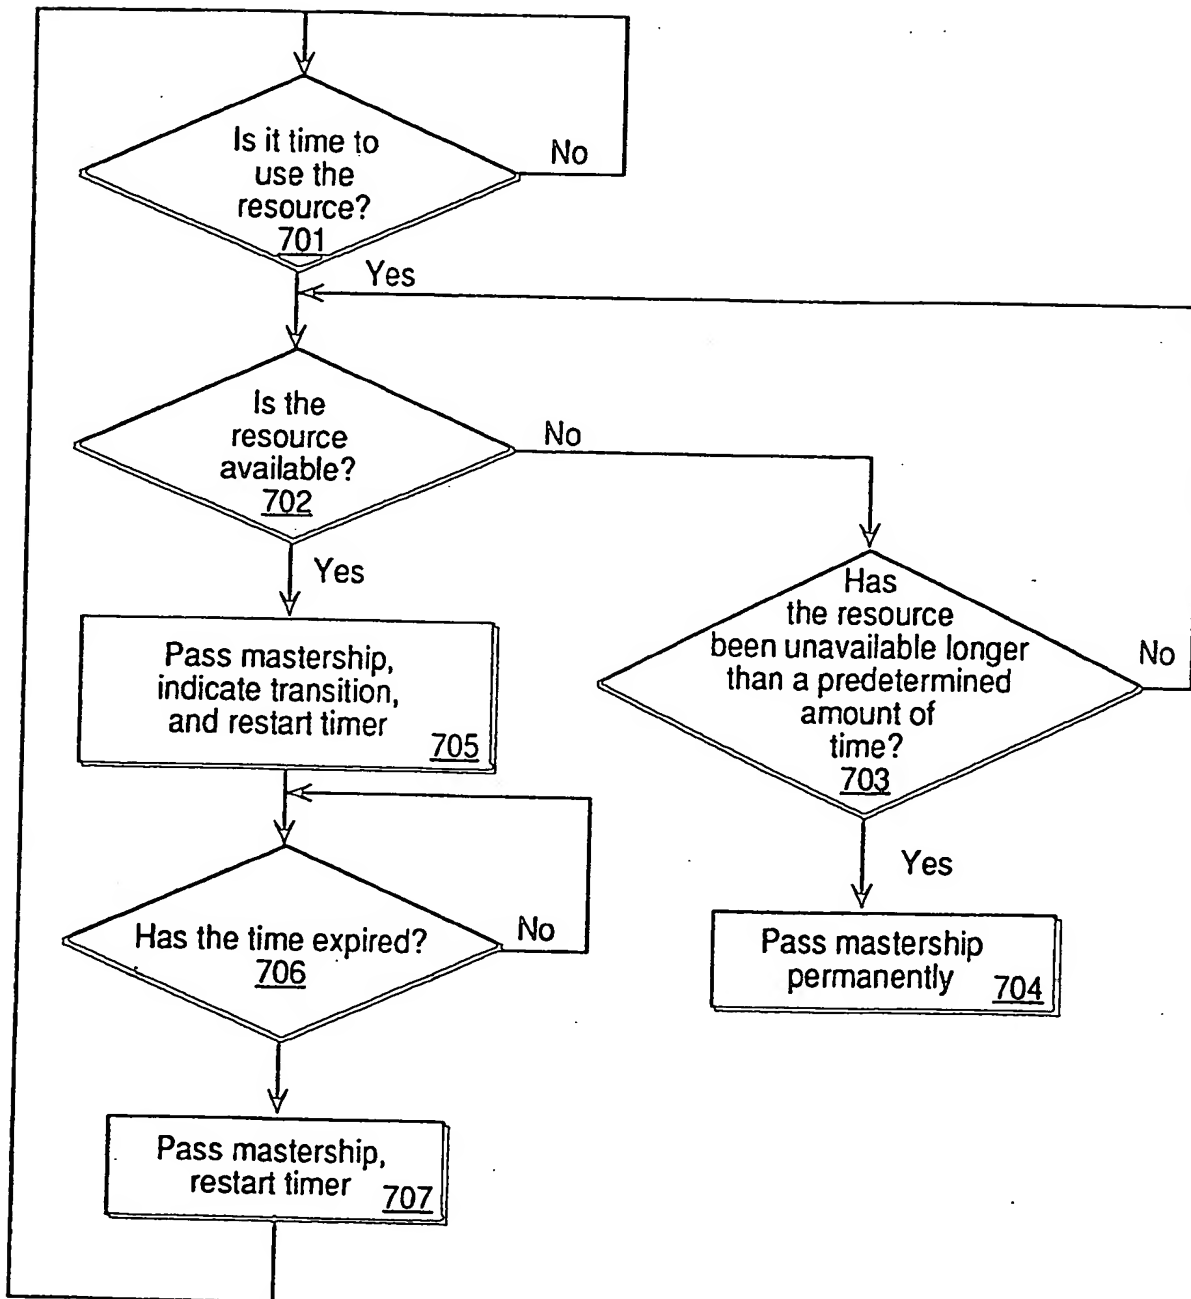 Is it time to
use the
resource?
701
No
Yes
Is the
resource
available?
702
No
Yes
Has
the resource
been unavailable longer
than a predetermined
amount of
time?
703
No
Yes
Pass mastership
permanently
704
Pass mastership,
indicate transition,
and restart timer
705
Has the time expired?
706
No
Pass mastership,
restart timer
707